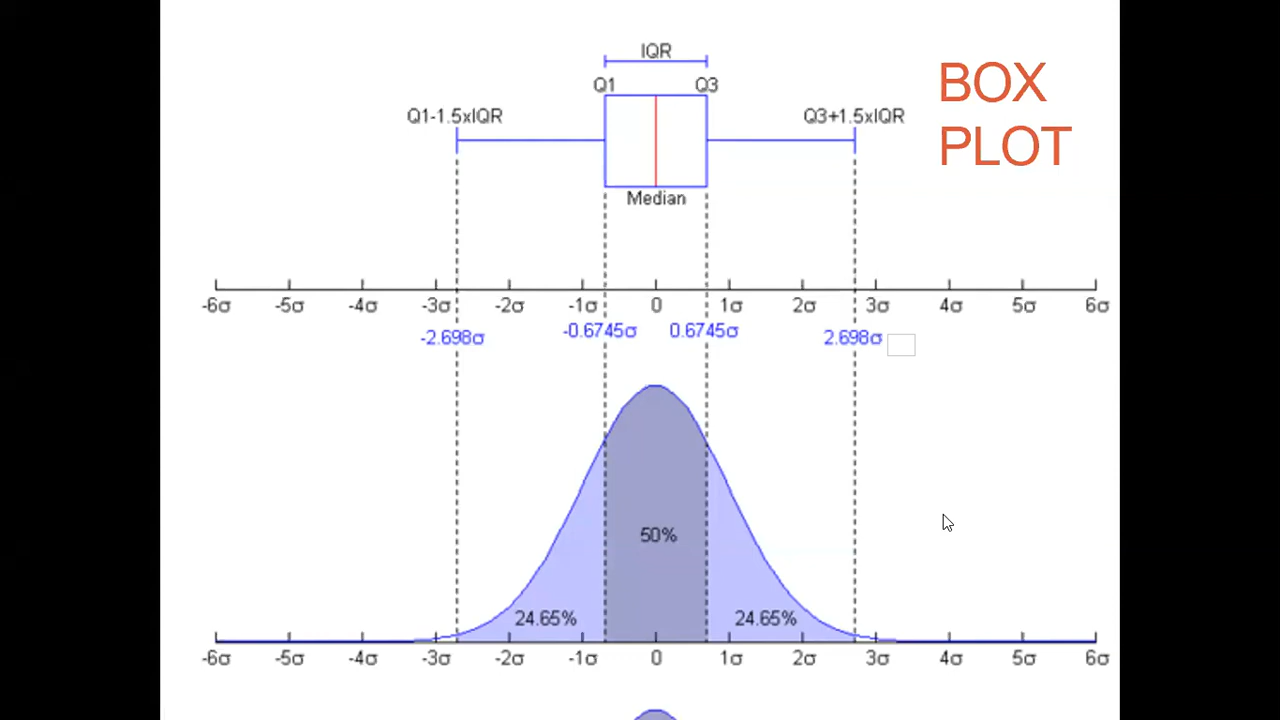 IQR
BOX
PLOT
Q1 Q3
Q1-1.5xIQR Q3+1.5xIQR
Median
-6σ -5σ -4σ -3σ -2σ -1σ 0 1σ 2σ 3σ 4σ 5σ 6σ
-2.698σ -0.6745σ 0.6745σ 2.698σ
50%
24.65% 24.65%
-6σ -5σ -4σ -3σ -2σ -1σ 0 1σ 2σ 3σ 4σ 5σ 6σ